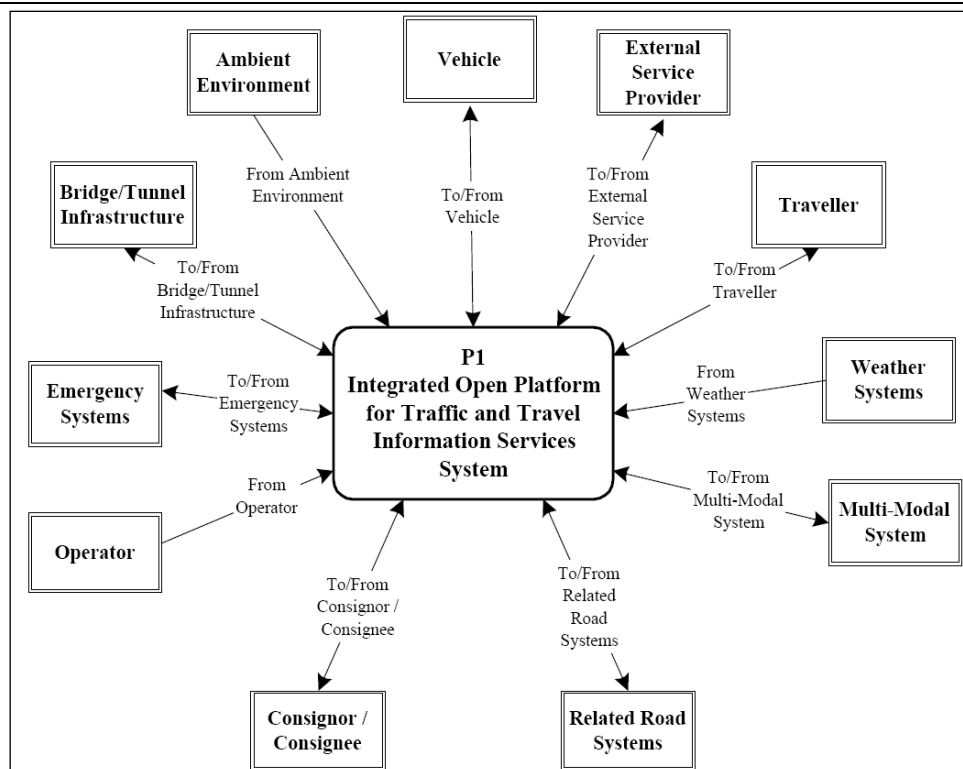 Ambient
Environment
Vehicle
External
Service
Provider
From Ambient
Environment
To/From
Vehicle
To/From
External
Service
Provider
Bridge/Tunnel
Infrastructure
Traveller
To/From
Bridge/Tunnel
Infrastructure
To/From
Traveller
P1
Integrated Open Platform
for Traffic and Travel
Information Services
System
Emergency
Systems
To/From
Emergency
Systems
From
Weather
Systems
Weather
Systems
From
Operator
Operator
To/From
Multi-Modal
System
Multi-Modal
System
To/From
Consignor /
Consignee
To/From
Related
Road
Systems
Consignor /
Consignee
Related Road
Systems